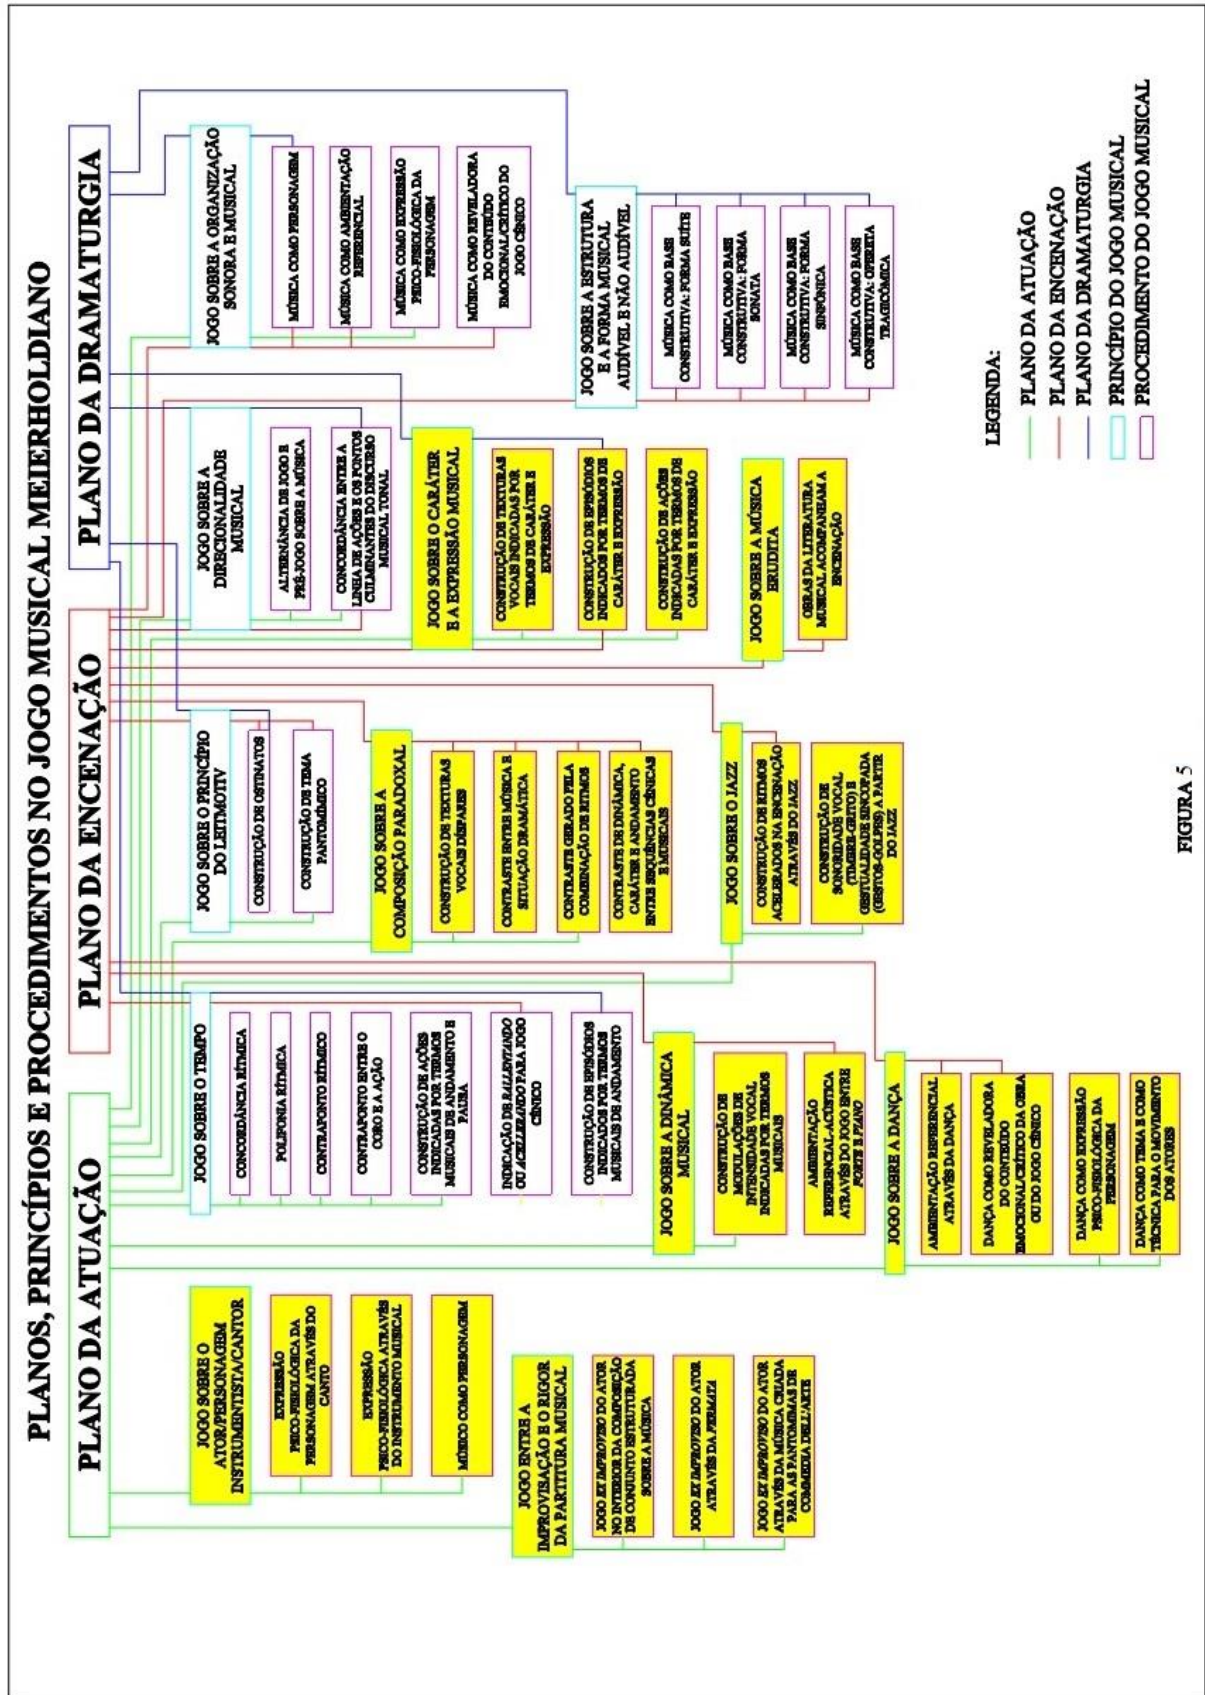 PLANOS, PRINCÍPIOS E PROCEDIMENTOS NO JOGO MUSICAL MEIERHOLDIANO
PLANO DA ATUAÇÃO
PLANO DA ENCENAÇÃO
PLANO DA DRAMATURGIA
JOGO SOBRE O
ATOR/PERSONAGEM
INSTRUMENTISTA/CANTOR
EXPRESSÃO
PSICO-FISIOLÓGICA DA
PERSONAGEM ATRAVÉS DO
CANTO
EXPRESSÃO
PSICO-FISIOLÓGICA ATRAVÉS
DO INSTRUMENTO MUSICAL
MÚSICO COMO PERSONAGEM
JOGO ENTRE A
IMPROVISAÇÃO E O RIGOR
DA PARTITURA MUSICAL
JOGO EX IMPROVISO DO ATOR
NO INTERIOR DA COMPOSIÇÃO
DE CONJUNTO ESTRUTURADA
SOBRE A MÚSICA
JOGO EX IMPROVISO DO ATOR
ATRAVÉS DA FERMATA
JOGO EX IMPROVISO DO ATOR
ATRAVÉS DA MÚSICA CRIADA
PARA AS PANTOMIMAS DE
COMMEDIA DELL'ARTE
JOGO SOBRE O TEMPO
CONCORDÂNCIA RÍTMICA
POLIFONIA RÍTMICA
CONTRAPONTO RÍTMICO
CONTRAPONTO ENTRE O
CORO E A AÇÃO
CONSTRUÇÃO DE AÇÕES
INDICADAS POR TERMOS
MUSICAIS DE ANDAMENTO E
PAUSA
INDICAÇÃO DE RALLENTANDO
OU ACELLERANDO PARA JOGO
CÊNICO
CONSTRUÇÃO DE EPISÓDIOS
INDICADOS POR TERMOS
MUSICAIS DE ANDAMENTO
JOGO SOBRE A DINÂMICA
MUSICAL
CONSTRUÇÃO DE
MODULAÇÕES DE
INTENSIDADE VOCAL
INDICADAS POR TERMOS
MUSICAIS
AMBIENTAÇÃO
REFERENCIAL-ACÚSTICA
ATRAVÉS DO JOGO ENTRE
FORTE E PIANO
JOGO SOBRE A DANÇA
AMBIENTAÇÃO REFERENCIAL
ATRAVÉS DA DANÇA
DANÇA COMO REVELADORA
DO CONTEÚDO
EMOCIONAL/CRÍTICO DA OBRA
OU DO JOGO CÊNICO
DANÇA COMO EXPRESSÃO
PSICO-FISIOLÓGICA DA
PERSONAGEM
DANÇA COMO TEMA E COMO
TÉCNICA PARA O MOVIMENTO
DOS ATORES
JOGO SOBRE O PRINCÍPIO
DO LEITMOTIV
CONSTRUÇÃO DE OSTINATOS
CONSTRUÇÃO DE TEMA
PANTOMÍMICO
JOGO SOBRE A
COMPOSIÇÃO PARADOXAL
CONSTRUÇÃO DE TEXTURAS
VOCAIS DÍSPARES
CONTRASTE ENTRE MÚSICA E
SITUAÇÃO DRAMÁTICA
CONTRASTE GERADO PELA
COMBINAÇÃO DE RITMOS
CONTRASTE DE DINÂMICA,
CARÁTER E ANDAMENTO
ENTRE SEQUÊNCIAS CÊNICAS
E MUSICAIS
JOGO SOBRE O JAZZ
CONSTRUÇÃO DE RITMOS
ACELERADOS NA ENCENAÇÃO
ATRAVÉS DO JAZZ
CONSTRUÇÃO DE
SONORIDADE VOCAL
(TIMBRE-GRITO) E
GESTUALIDADE SINCOPADA
(GESTOS-GOLPES) A PARTIR
DO JAZZ
JOGO SOBRE A
DIRECIONALIDADE
MUSICAL
ALTERNÂNCIA DE JOGO E
PRÉ-JOGO SOBRE A MÚSICA
CONCORDÂNCIA ENTRE A
LINHA DE AÇÕES E OS PONTOS
CULMINANTES DO DISCURSO
MUSICAL TONAL
JOGO SOBRE O CARÁTER
E A EXPRESSÃO MUSICAL
CONSTRUÇÃO DE TEXTURAS
VOCAIS INDICADAS POR
TERMOS DE CARÁTER E
EXPRESSÃO
CONSTRUÇÃO DE EPISÓDIOS
INDICADOS POR TERMOS DE
CARÁTER E EXPRESSÃO
CONSTRUÇÃO DE AÇÕES
INDICADAS POR TERMOS DE
CARÁTER E EXPRESSÃO
JOGO SOBRE A MÚSICA
ERUDITA
OBRAS DA LITERATURA
MUSICAL ACOMPANHAM A
ENCENAÇÃO
JOGO SOBRE A ORGANIZAÇÃO
SONORA E MUSICAL
MÚSICA COMO PERSONAGEM
MÚSICA COMO AMBIENTAÇÃO
REFERENCIAL
MÚSICA COMO EXPRESSÃO
PSICO-FISIOLÓGICA DA
PERSONAGEM
MÚSICA COMO REVELADORA
DO CONTEÚDO
EMOCIONAL/CRÍTICO DO
JOGO CÊNICO
JOGO SOBRE A ESTRUTURA
E A FORMA MUSICAL
AUDÍVEL E NÃO AUDÍVEL
MÚSICA COMO BASE
CONSTRUTIVA: FORMA SUÍTE
MÚSICA COMO BASE
CONSTRUTIVA: FORMA
SONATA
MÚSICA COMO BASE
CONSTRUTIVA: FORMA
SINFÔNICA
MÚSICA COMO BASE
CONSTRUTIVA: OPERETA
TRAGICÔMICA
LEGENDA:
PLANO DA ATUAÇÃO
PLANO DA ENCENAÇÃO
PLANO DA DRAMATURGIA
PRINCÍPIO DO JOGO MUSICAL
PROCEDIMENTO DO JOGO MUSICAL
FIGURA 5